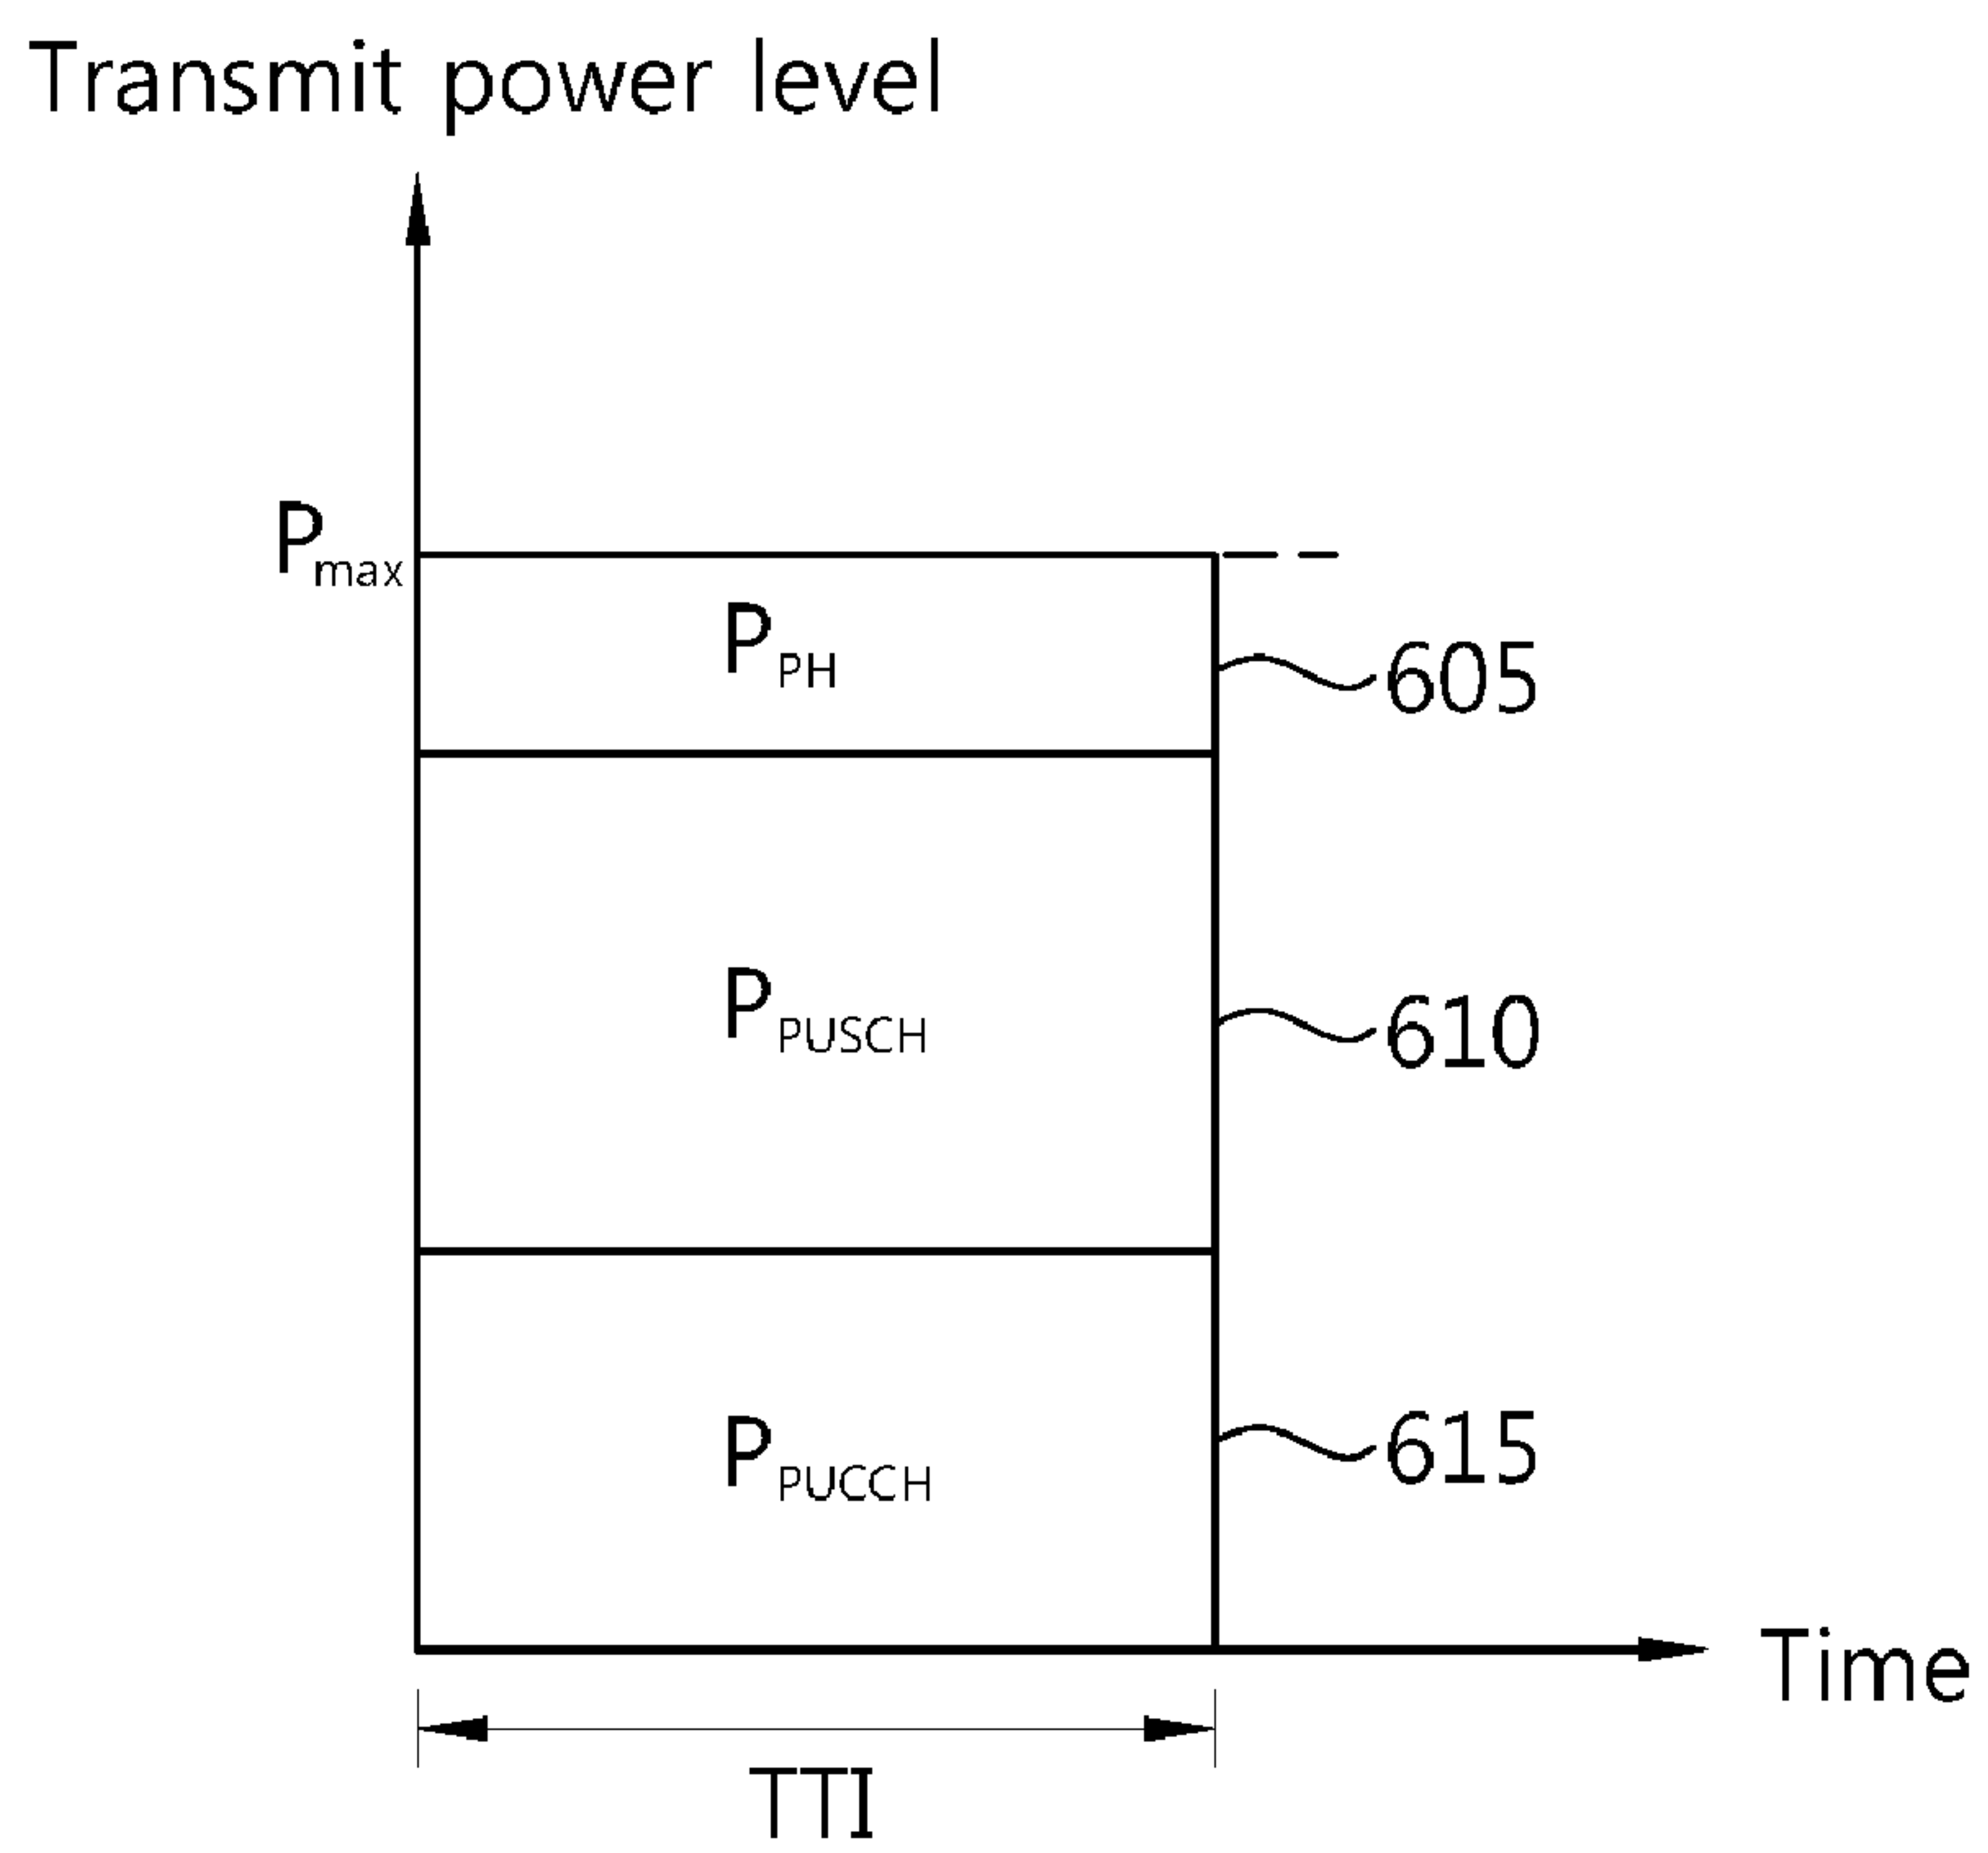 Transmit power level
Pmax
PPH
605
PPUSCH
610
PPUCCH
615
Time
TTI